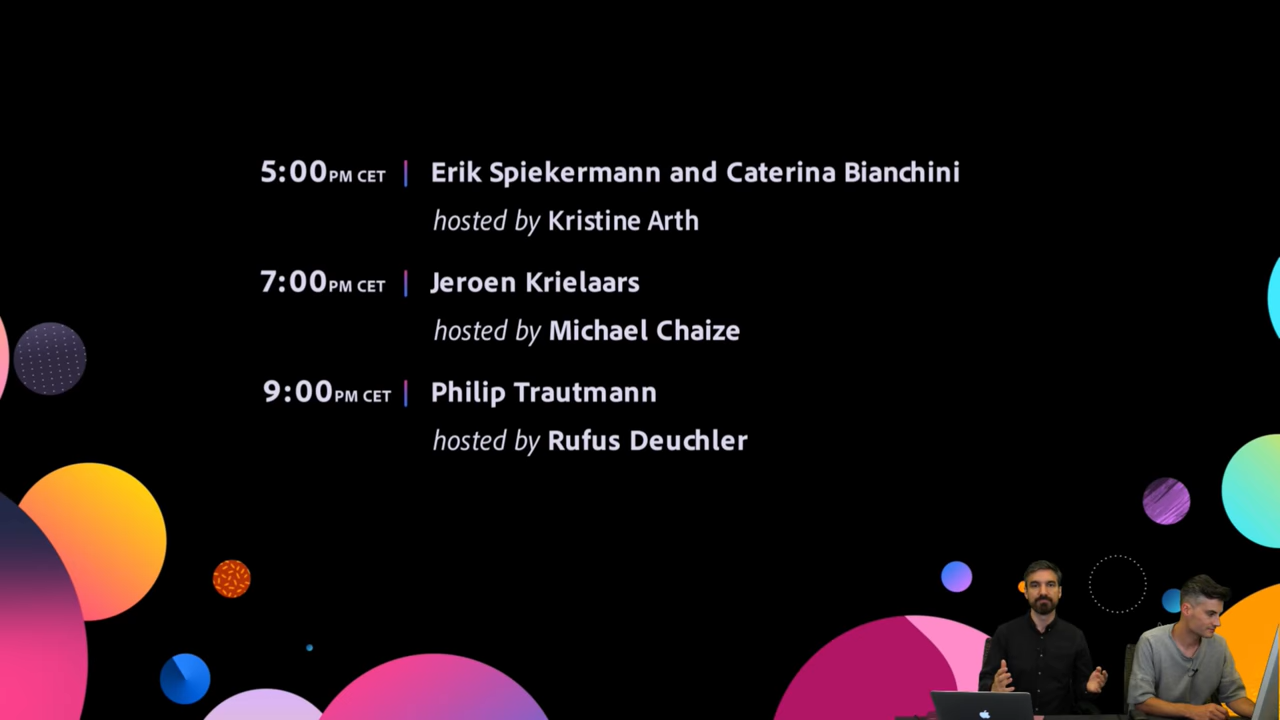 5:00PM CET | Erik Spiekermann and Caterina Bianchini
hosted by Kristine Arth
7:00PM CET | Jeroen Krielaars
hosted by Michael Chaize
9:00PM CET | Philip Trautmann
hosted by Rufus Deuchler